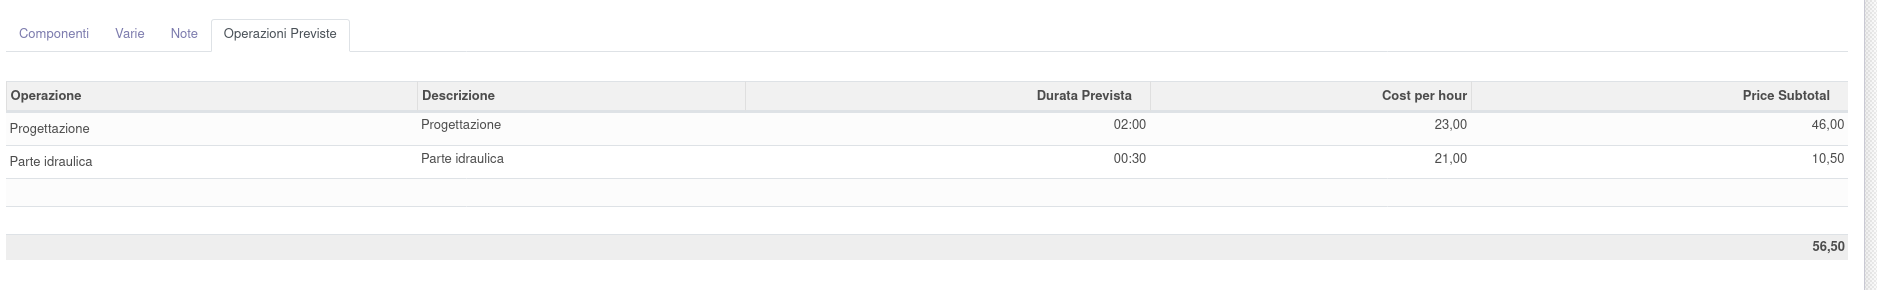 Componenti Varie Note Operazioni Previste
Operazione Descrizione Durata Prevista Cost per hour Price Subtotal
Progettazione Progettazione 02:00 23,00 46,00
Parte idraulica Parte idraulica 00:30 21,00 10,50
56,50